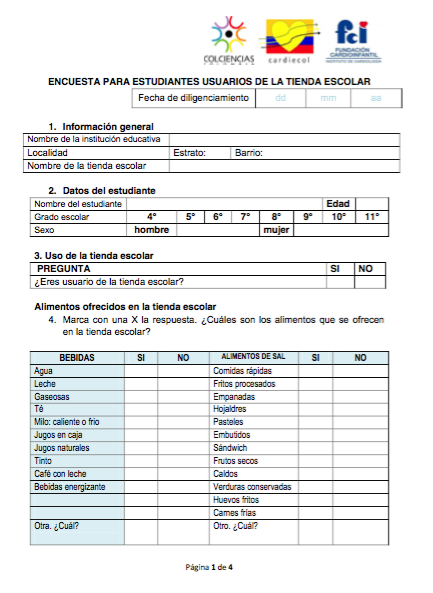 COLCIENCIAS
COLOMBIA
cardiecol
fci
FUNDACIÓN
CARDIOINFANTIL
INSTITUTO DE CARDIOLOGÍA
ENCUESTA PARA ESTUDIANTES USUARIOS DE LA TIENDA ESCOLAR
Fecha de diligenciamiento dd mm aa
1. Información general
Nombre de la institución educativa
Localidad Estrato: Barrio:
Nombre de la tienda escolar
2. Datos del estudiante
Nombre del estudiante Edad
Grado escolar 4° 5° 6° 7° 8° 9° 10° 11°
Sexo hombre mujer
3. Uso de la tienda escolar
PREGUNTA SI NO
¿Eres usuario de la tienda escolar?
Alimentos ofrecidos en la tienda escolar
4. Marca con una X la respuesta. ¿Cuáles son los alimentos que se ofrecen
en la tienda escolar?
BEBIDAS SI NO ALIMENTOS DE SAL SI NO
Agua Comidas rápidas
Leche Fritos procesados
Gaseosas Empanadas
Té Hojaldres
Milo: caliente o frio Pasteles
Jugos en caja Embutidos
Jugos naturales Sándwich
Tinto Frutos secos
Café con leche Caldos
Bebidas energizante Verduras conservadas
Huevos fritos
Carnes frías
Otra. ¿Cuál? Otro. ¿Cuál?
Página 1 de 4